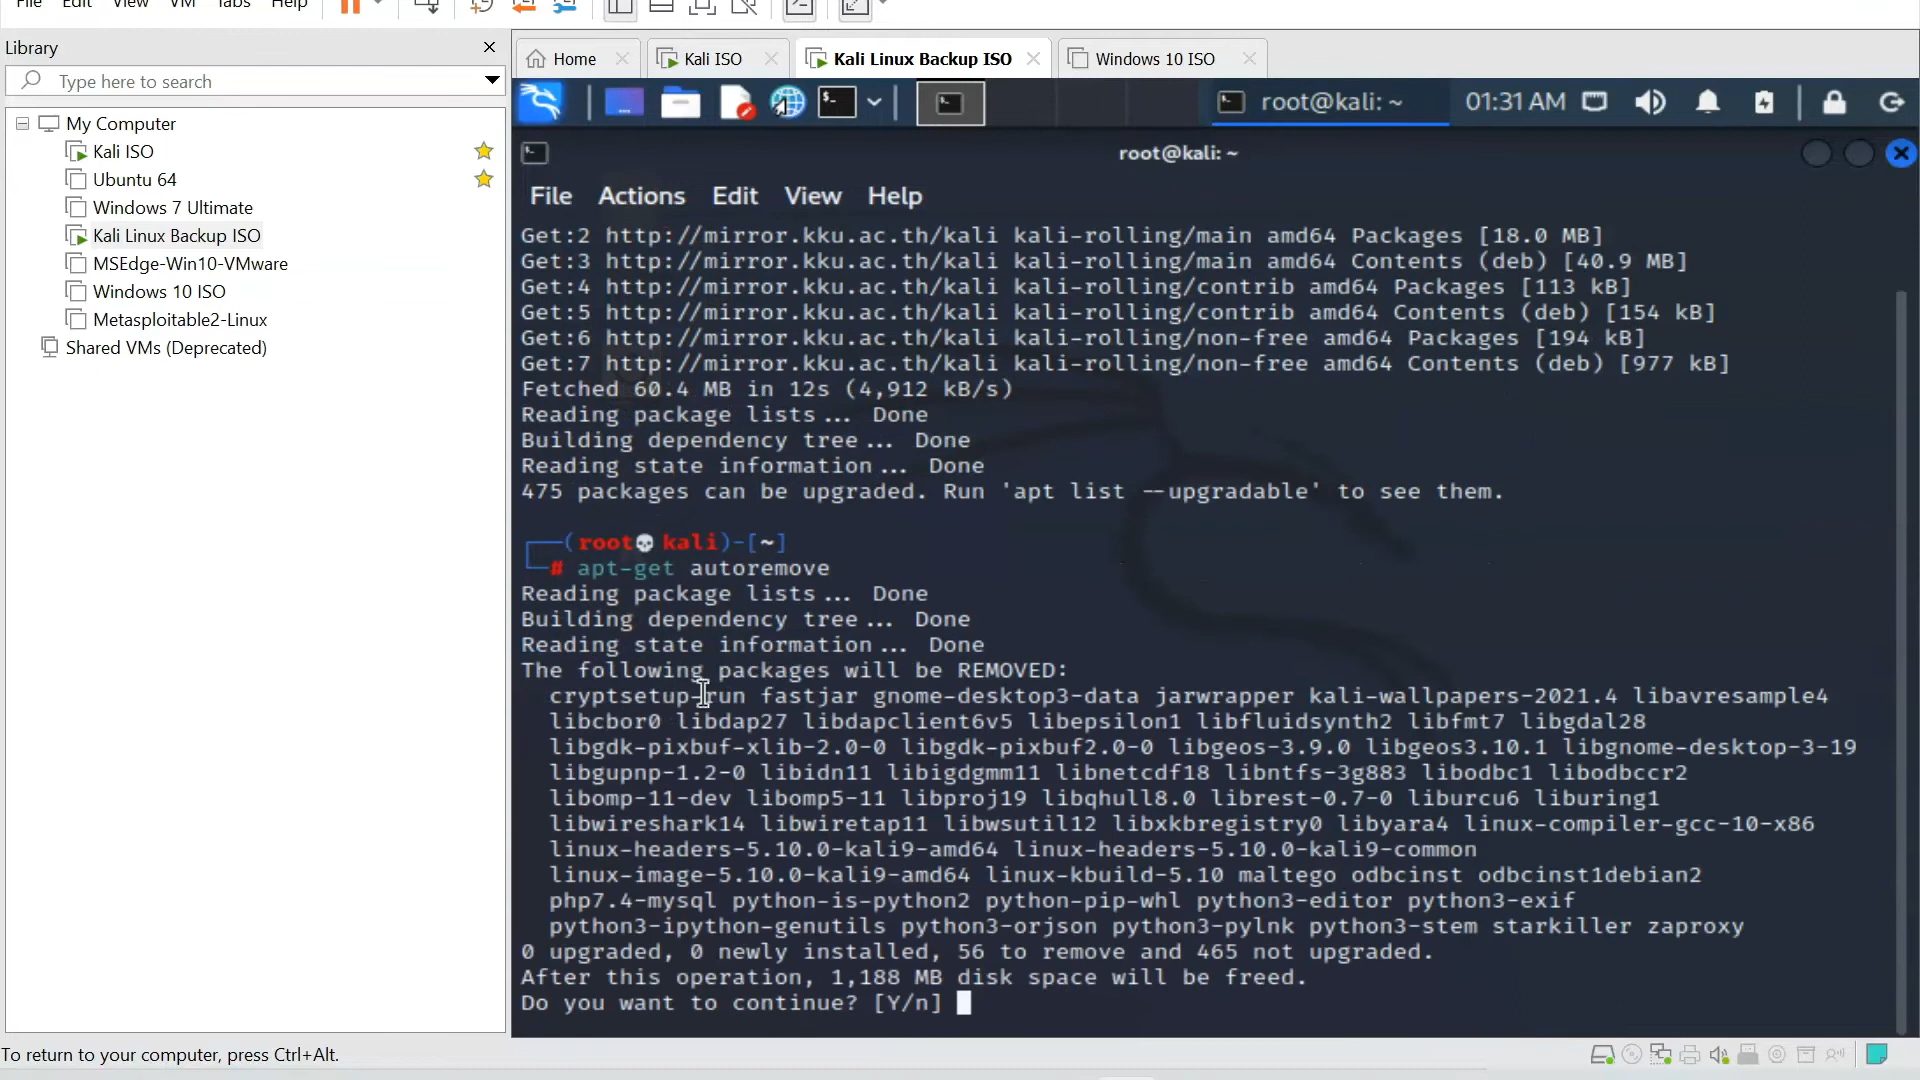 File Edit View VM Tabs Help
Library
Type here to search
My Computer
Kali ISO
Ubuntu 64
Windows 7 Ultimate
Kali Linux Backup ISO
MSEdge-Win10-VMware
Windows 10 ISO
Metasploitable2-Linux
Shared VMs (Deprecated)
Home Kali ISO Kali Linux Backup ISO Windows 10 ISO
root@kali: ~ 01:31 AM
root@kali: ~
File Actions Edit View Help
Get:2 http://mirror.kku.ac.th/kali kali-rolling/main amd64 Packages [18.0 MB]
Get:3 http://mirror.kku.ac.th/kali kali-rolling/main amd64 Contents (deb) [40.9 MB]
Get:4 http://mirror.kku.ac.th/kali kali-rolling/contrib amd64 Packages [113 kB]
Get:5 http://mirror.kku.ac.th/kali kali-rolling/contrib amd64 Contents (deb) [154 kB]
Get:6 http://mirror.kku.ac.th/kali kali-rolling/non-free amd64 Packages [194 kB]
Get:7 http://mirror.kku.ac.th/kali kali-rolling/non-free amd64 Contents (deb) [977 kB]
Fetched 60.4 MB in 12s (4,912 kB/s)
Reading package lists... Done
Building dependency tree... Done
Reading state information... Done
475 packages can be upgraded. Run 'apt list --upgradable' to see them.
┌──(root💀kali)-[~]
└─# apt-get autoremove
Reading package lists... Done
Building dependency tree... Done
Reading state information... Done
The following packages will be REMOVED:
cryptsetup-run fastjar gnome-desktop3-data jarwrapper kali-wallpapers-2021.4 libavresample4
libcbor0 libdap27 libdapclient6v5 libepsilon1 libfluidsynth2 libfmt7 libgdal28
libgdk-pixbuf-xlib-2.0-0 libgdk-pixbuf2.0-0 libgeos-3.9.0 libgeos3.10.1 libgnome-desktop-3-19
libgupnp-1.2-0 libidn11 libigdgmm11 libnetcdf18 libntfs-3g883 libodbc1 libodbccr2
libomp-11-dev libomp5-11 libproj19 libqhull8.0 librest-0.7-0 liburcu6 liburing1
libwireshark14 libwiretap11 libwsutil12 libxkbregistry0 libyara4 linux-compiler-gcc-10-x86
linux-headers-5.10.0-kali9-amd64 linux-headers-5.10.0-kali9-common
linux-image-5.10.0-kali9-amd64 linux-kbuild-5.10 maltego odbcinst odbcinst1debian2
php7.4-mysql python-is-python2 python-pip-whl python3-editor python3-exif
python3-ipython-genutils python3-orjson python3-pylnk python3-stem starkiller zaproxy
0 upgraded, 0 newly installed, 56 to remove and 465 not upgraded.
After this operation, 1,188 MB disk space will be freed.
Do you want to continue? [Y/n]
To return to your computer, press Ctrl+Alt.